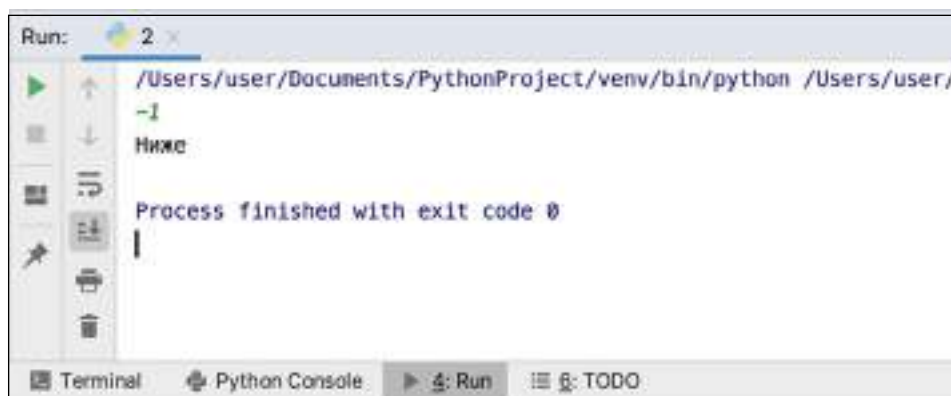 Run: 2 ×
/Users/user/Documents/PythonProject/venv/bin/python /Users/user/
-1
Ниже
Process finished with exit code 0
Terminal Python Console 4: Run 6: TODO